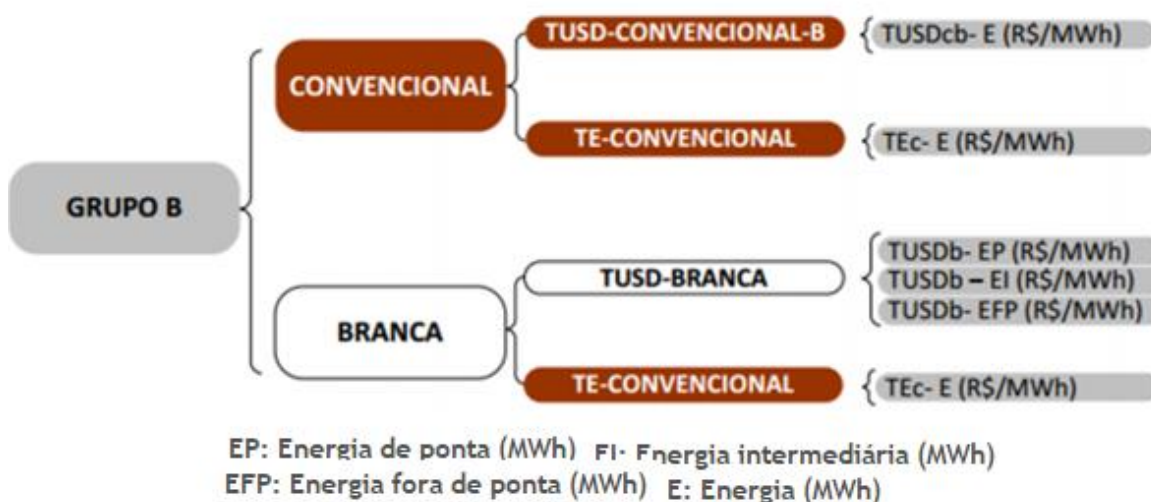 TUSD-CONVENCIONAL-B
TUSDcb- E (R$/MWh)
CONVENCIONAL
TE-CONVENCIONAL
TEc- E (R$/MWh)
GRUPO B
TUSD-BRANCA
TUSDb- EP (R$/MWh)
TUSDb – EI (R$/MWh)
TUSDb- EFP (R$/MWh)
BRANCA
TE-CONVENCIONAL
TEc- E (R$/MWh)
EP: Energia de ponta (MWh) EI: Energia intermediária (MWh)
EFP: Energia fora de ponta (MWh) E: Energia (MWh)